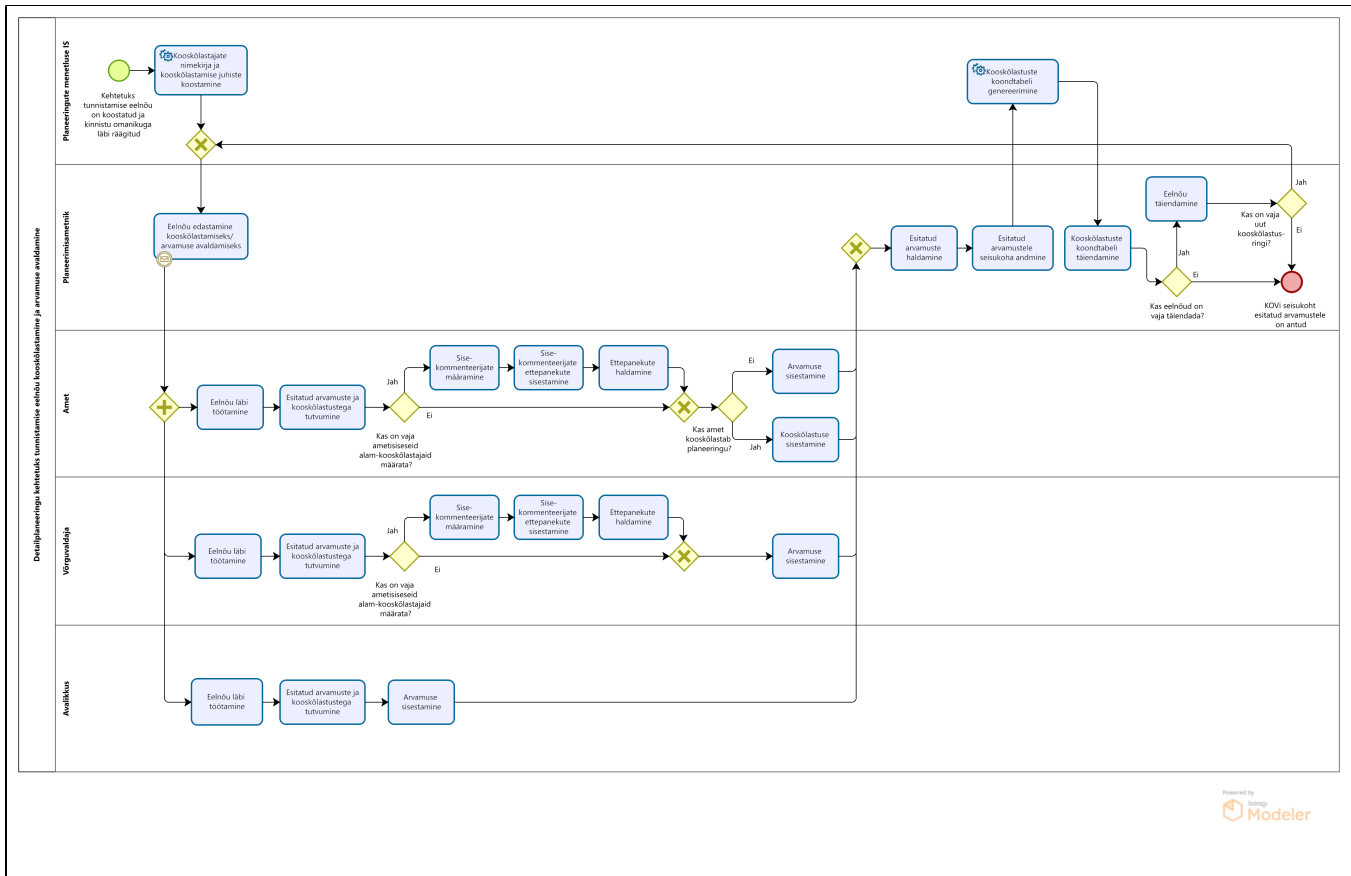 Detailplaneeringu kehtetuks tunnistamise eelnõu kooskõlastamine ja arvamuse avaldamine
Planeeringute menetluse IS
Kehtetuks
tunnistamise eelnõu
on koostatud ja
kinnistu omanikuga
läbi räägitud
Kooskõlastajate
nimekirja ja
kooskõlastamise juhiste
koostamine
Kooskõlastuste
koondtabeli
genereerimine
Planeerimisametnik
Eelnõu edastamine
kooskõlastamiseks/
arvamuse avaldamiseks
Esitatud
arvamuste
haldamine
Esitatud
arvamustele
seisukoha andmine
Kooskõlastuste
koondtabeli
täiendamine
Kas eelnõud on
vaja täiendada?
Jah
Ei
Eelnõu
täiendamine
Kas on vaja
uut
kooskõlastus-
ringi?
Jah
Ei
KOVi seisukoht
esitatud arvamustele
on antud
Amet
Eelnõu läbi
töötamine
Esitatud arvamuste ja
kooskõlastustega
tutvumine
Jah
Ei
Kas on vaja
ametisiseseid
alam-kooskõlastajaid
määrata?
Sise-
kommenteerijate
määramine
Sise-
kommenteerijate
ettepanekute
sisestamine
Ettepanekute
haldamine
Kas amet
kooskõlastab
planeeringu?
Ei
Jah
Arvamuse
sisestamine
Kooskõlastuse
sisestamine
Võrguvaldaja
Eelnõu läbi
töötamine
Esitatud arvamuste ja
kooskõlastustega
tutvumine
Jah
Ei
Kas on vaja
ametisiseseid
alam-kooskõlastajaid
määrata?
Sise-
kommenteerijate
määramine
Sise-
kommenteerijate
ettepanekute
sisestamine
Ettepanekute
haldamine
Arvamuse
sisestamine
Avalikkus
Eelnõu läbi
töötamine
Esitatud arvamuste ja
kooskõlastustega
tutvumine
Arvamuse
sisestamine
Powered by
bizagi
Modeler